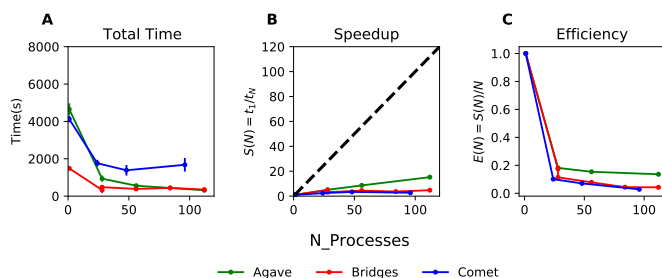 A
Total Time
B
Speedup
C
Efficiency
8000
6000
4000
2000
0
Time(s)
0
50
100
120
100
80
60
40
20
0
S(N) = t1/tN
0
50
100
1.0
0.8
0.6
0.4
0.2
0.0
E(N) = S(N)/N
0
50
100
N_Processes
Agave
Bridges
Comet